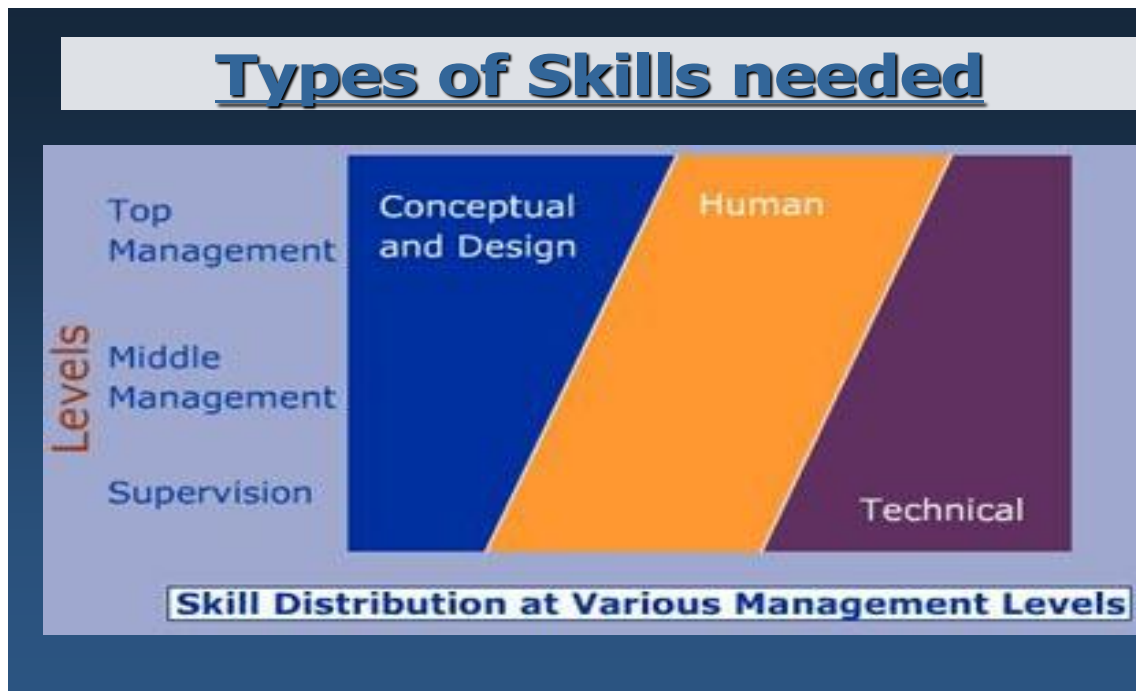 Types of Skills needed
Top
Management
Conceptual
and Design
Human
Levels
Middle
Management
Supervision
Technical
Skill Distribution at Various Management Levels